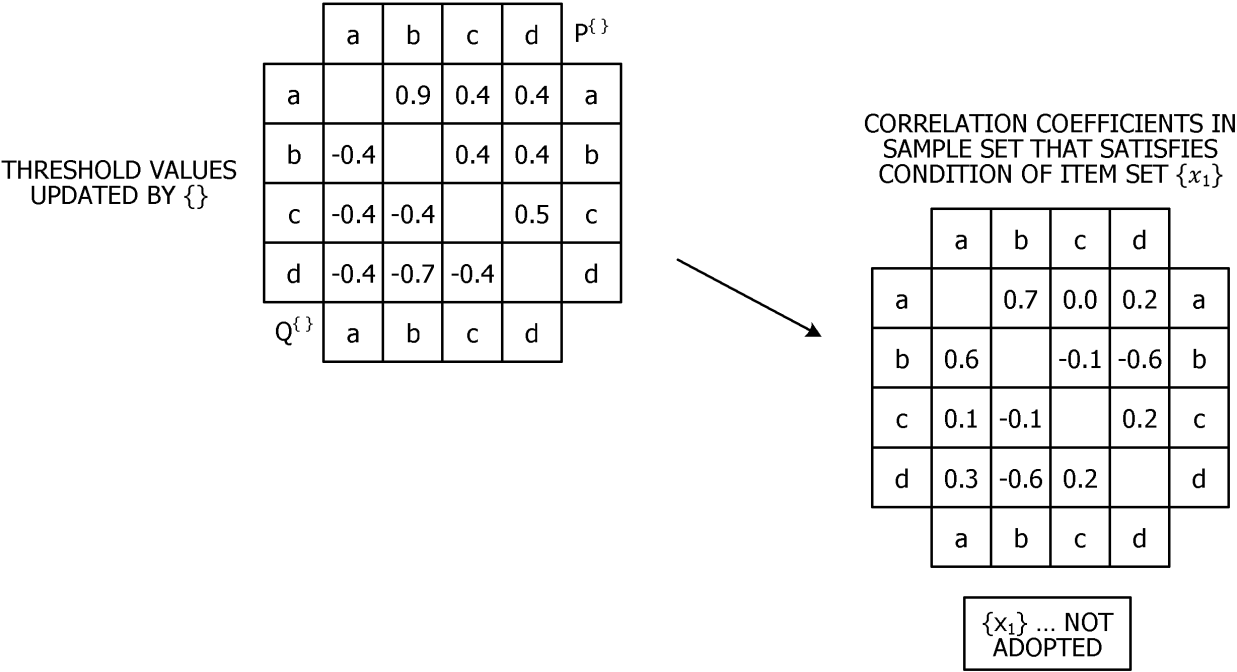 a b c d P{ }
a 0.9 0.4 0.4 a
b -0.4 0.4 0.4 b
c -0.4 -0.4 0.5 c
d -0.4 -0.7 -0.4 d
Q{ } a b c d
THRESHOLD VALUES
UPDATED BY {}
CORRELATION COEFFICIENTS IN
SAMPLE SET THAT SATISFIES
CONDITION OF ITEM SET {x₁}
a b c d
a 0.7 0.0 0.2 a
b 0.6 -0.1 -0.6 b
c 0.1 -0.1 0.2 c
d 0.3 -0.6 0.2 d
a b c d
{x₁} ... NOT
ADOPTED